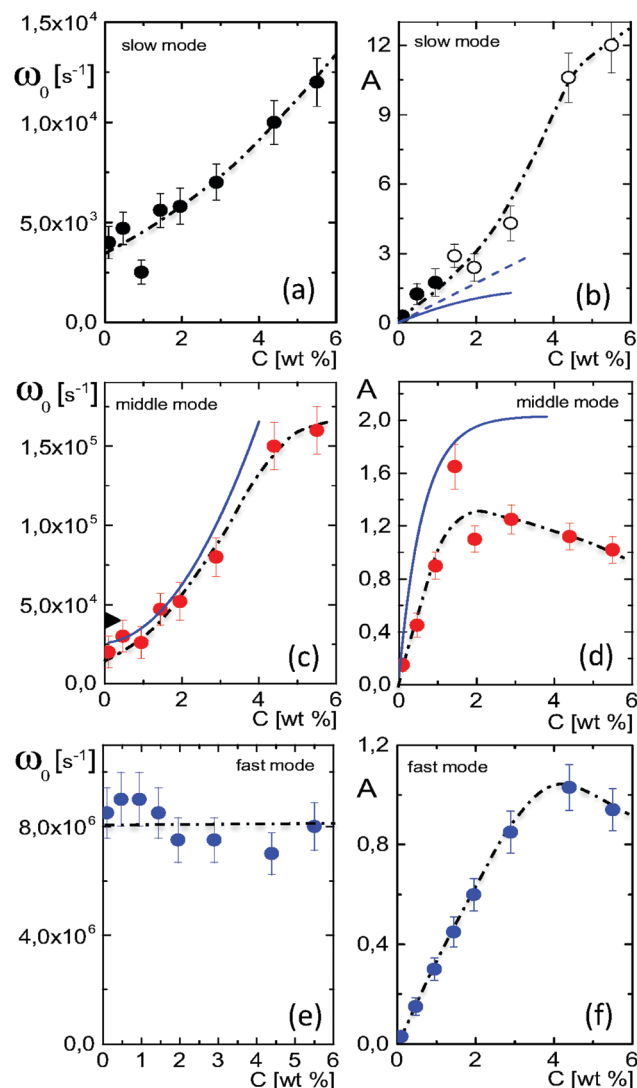 1,5x10⁴
slow mode
ω₀ [s⁻¹]
1,0x10⁴
5,0x10³
(a)
0,0
0 2 4 6
C [wt %]
12
slow mode
A
9
6
3
(b)
0
0 2 4 6
C [wt %]
ω₀ [s⁻¹]
middle mode
1,5x10⁵
1,0x10⁵
5,0x10⁴
(c)
0,0
0 2 4 6
C [wt %]
A
middle mode
2,0
1,6
1,2
0,8
0,4
(d)
0,0
0 2 4 6
C [wt %]
ω₀ [s⁻¹]
fast mode
8,0x10⁶
4,0x10⁶
(e)
0,0
0 1 2 3 4 5 6
C [wt %]
1,2
A
fast mode
0,8
0,4
(f)
0,0
0 2 4 6
C [wt %]